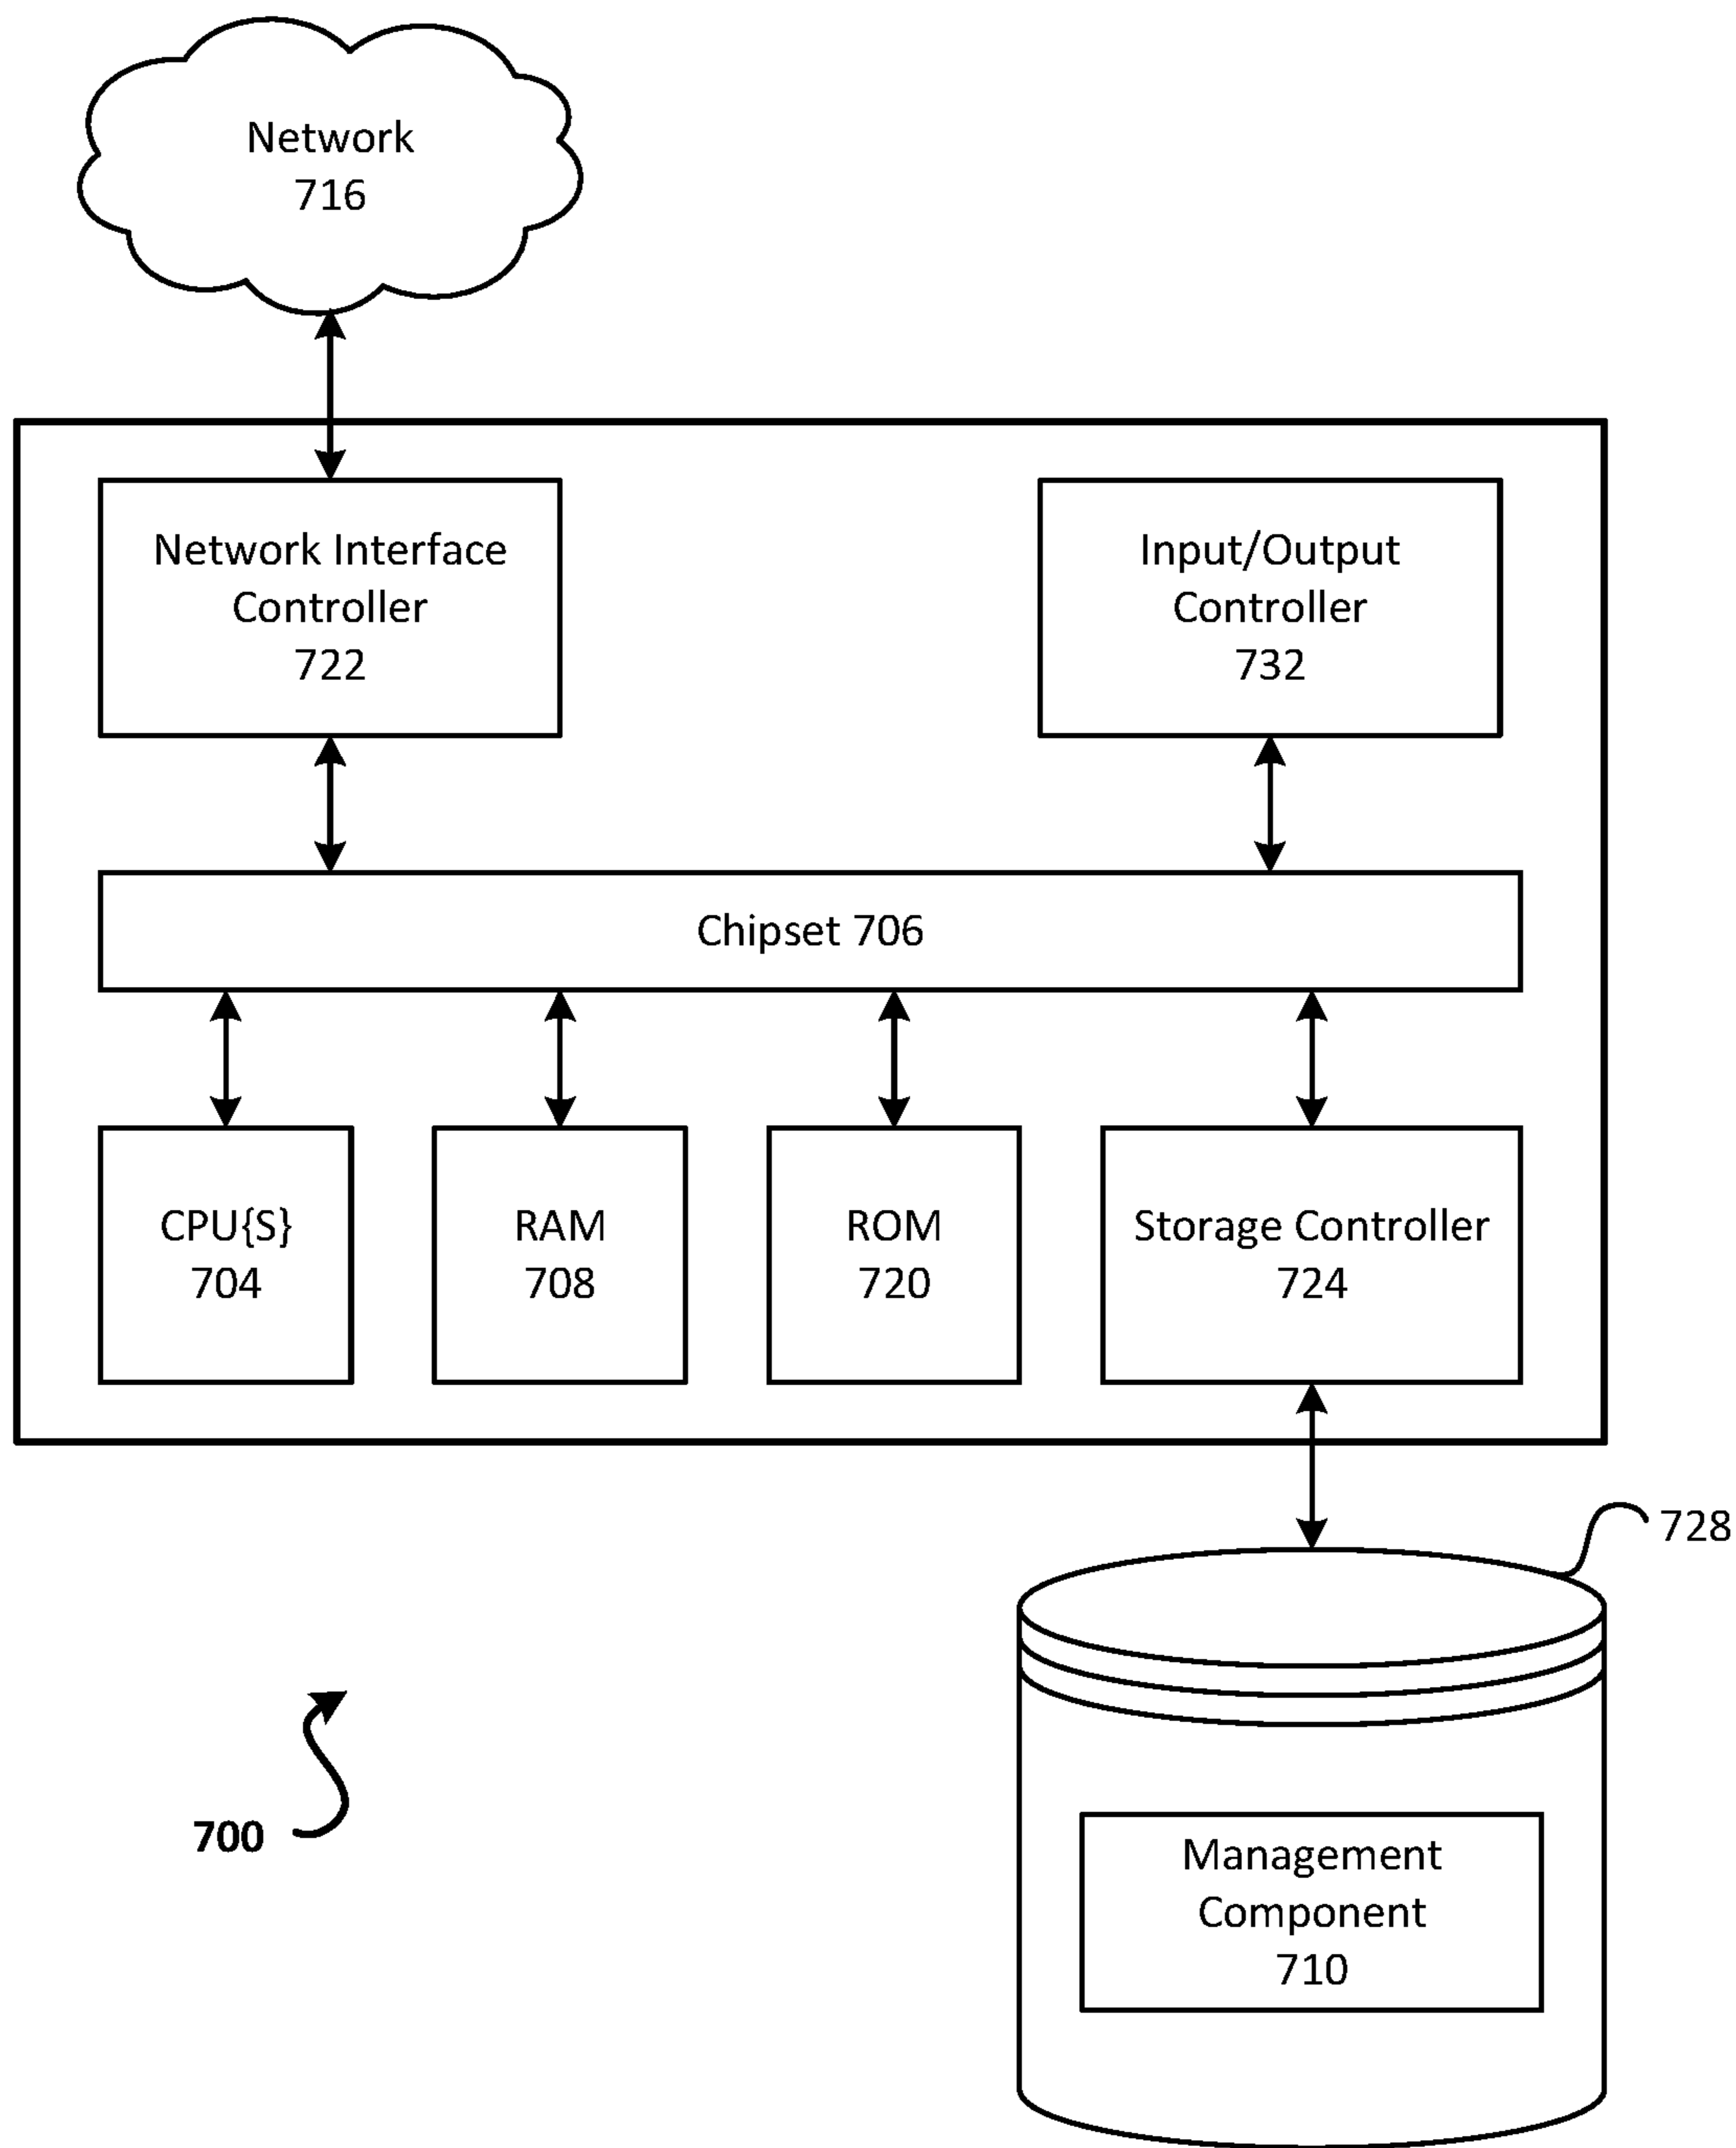 Network
716
Network Interface
Controller
722
Input/Output
Controller
732
Chipset 706
CPU{S}
704
RAM
708
ROM
720
Storage Controller
724
728
700
Management
Component
710